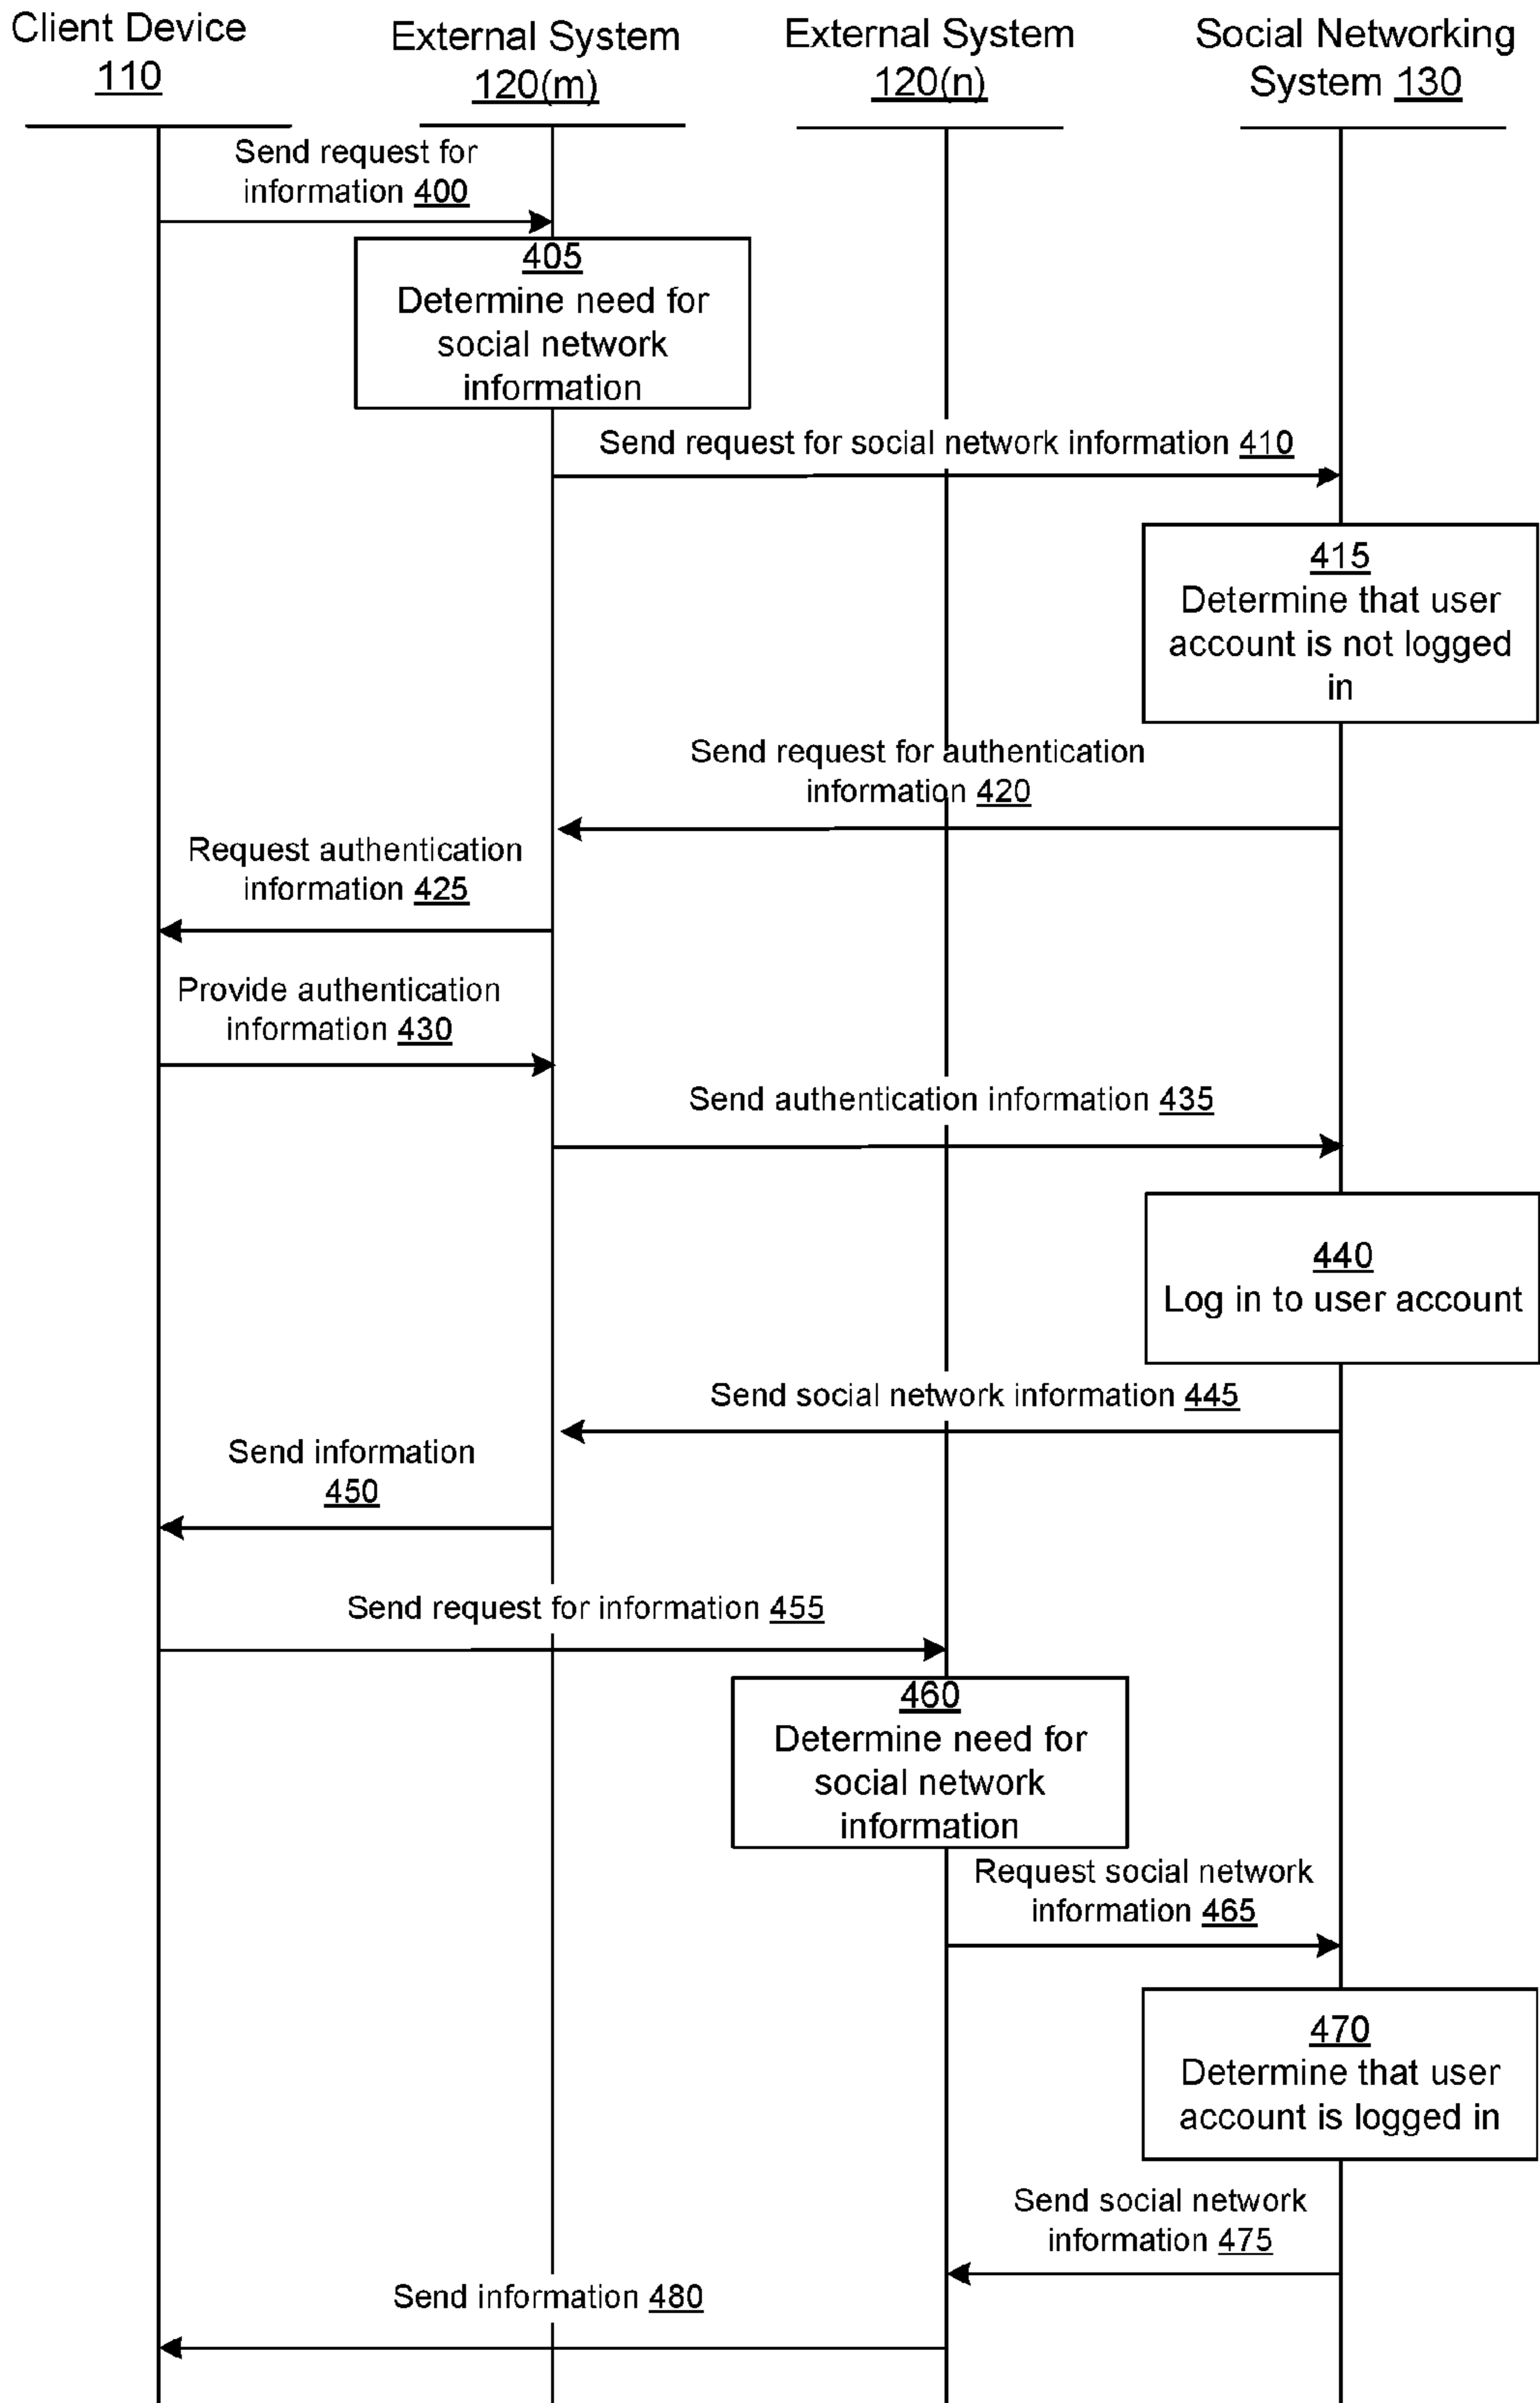 Client Device
110
External System
120(m)
External System
120(n)
Social Networking
System 130
Send request for
information 400
405
Determine need for
social network
information
Send request for social network information 410
415
Determine that user
account is not logged
in
Send request for authentication
information 420
Request authentication
information 425
Provide authentication
information 430
Send authentication information 435
440
Log in to user account
Send social network information 445
Send information
450
Send request for information 455
460
Determine need for
social network
information
Request social network
information 465
470
Determine that user
account is logged in
Send social network
information 475
Send information 480